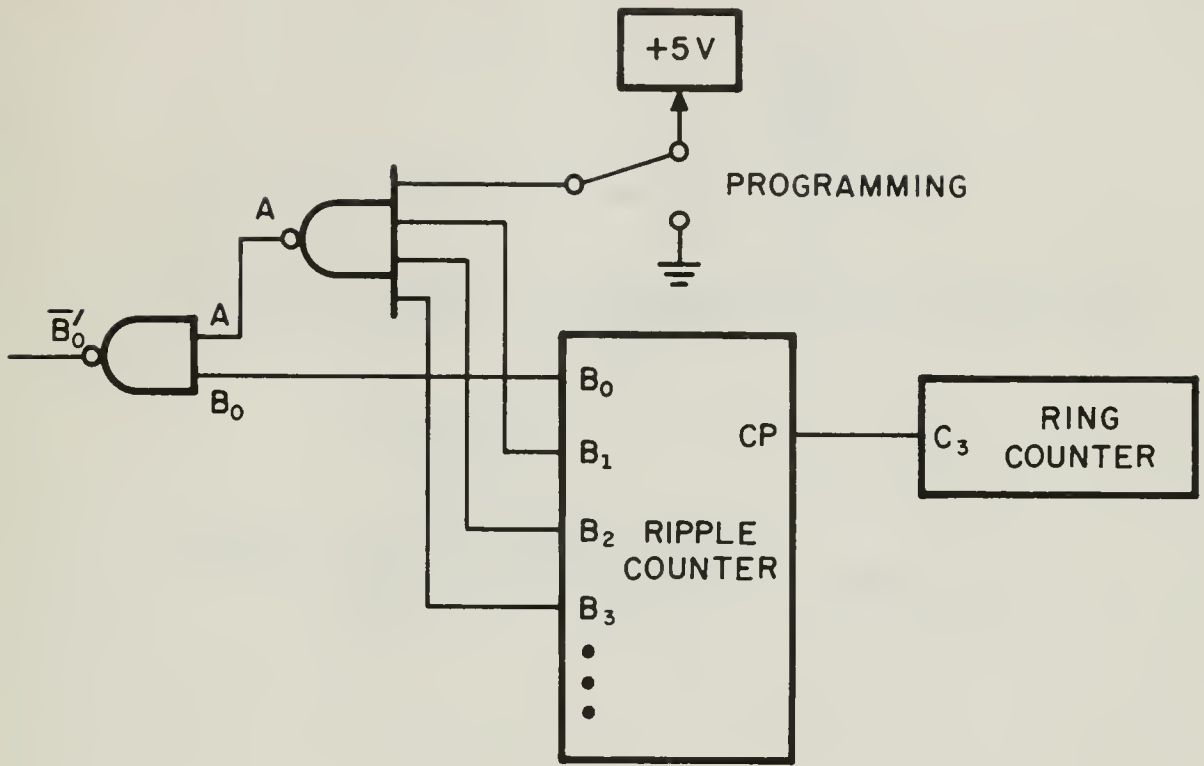 +5V
PROGRAMMING
A
A
B̅₀′
B₀
B₀
B₁
B₂
B₃
CP
RIPPLE
COUNTER
C₃
RING
COUNTER